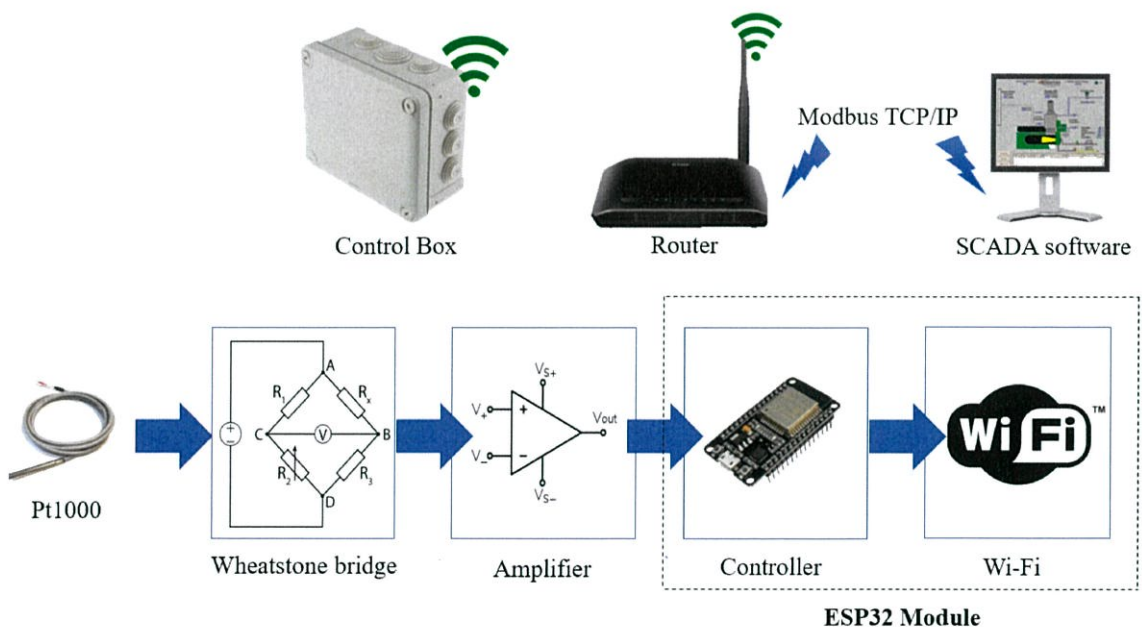 Modbus TCP/IP
Control Box
Router
SCADA software
A
R1
Rx
C
V
B
R2
R3
D
+
−
VS+
V+
+
Vout
V−
−
VS−
Wi Fi™
Pt1000
Wheatstone bridge
Amplifier
Controller
Wi-Fi
ESP32 Module